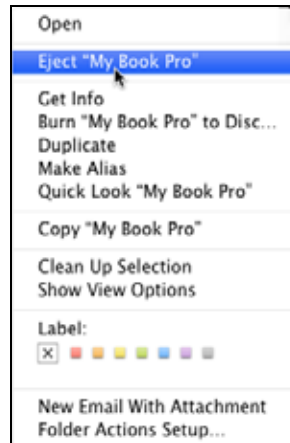 Open
Eject "My Book Pro"
Get Info
Burn "My Book Pro" to Disc...
Duplicate
Make Alias
Quick Look "My Book Pro"
Copy "My Book Pro"
Clean Up Selection
Show View Options
Label:
New Email With Attachment
Folder Actions Setup...